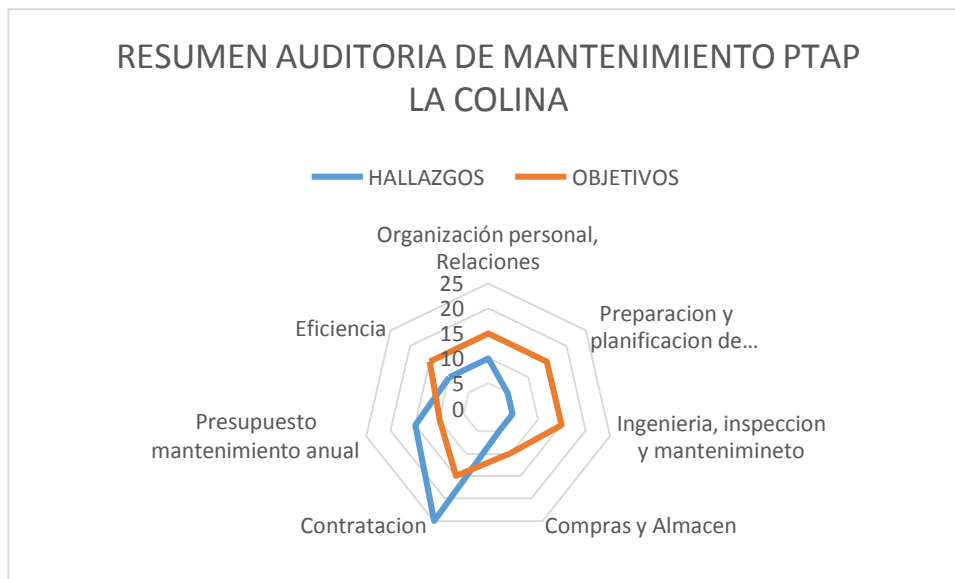 RESUMEN AUDITORIA DE MANTENIMIENTO PTAP
LA COLINA
HALLAZGOS
OBJETIVOS
Organización personal,
Relaciones
25
20
15
10
5
0
Preparacion y
planificacion de...
Ingenieria, inspeccion
y mantenimineto
Compras y Almacen
Contratacion
Presupuesto
mantenimiento anual
Eficiencia